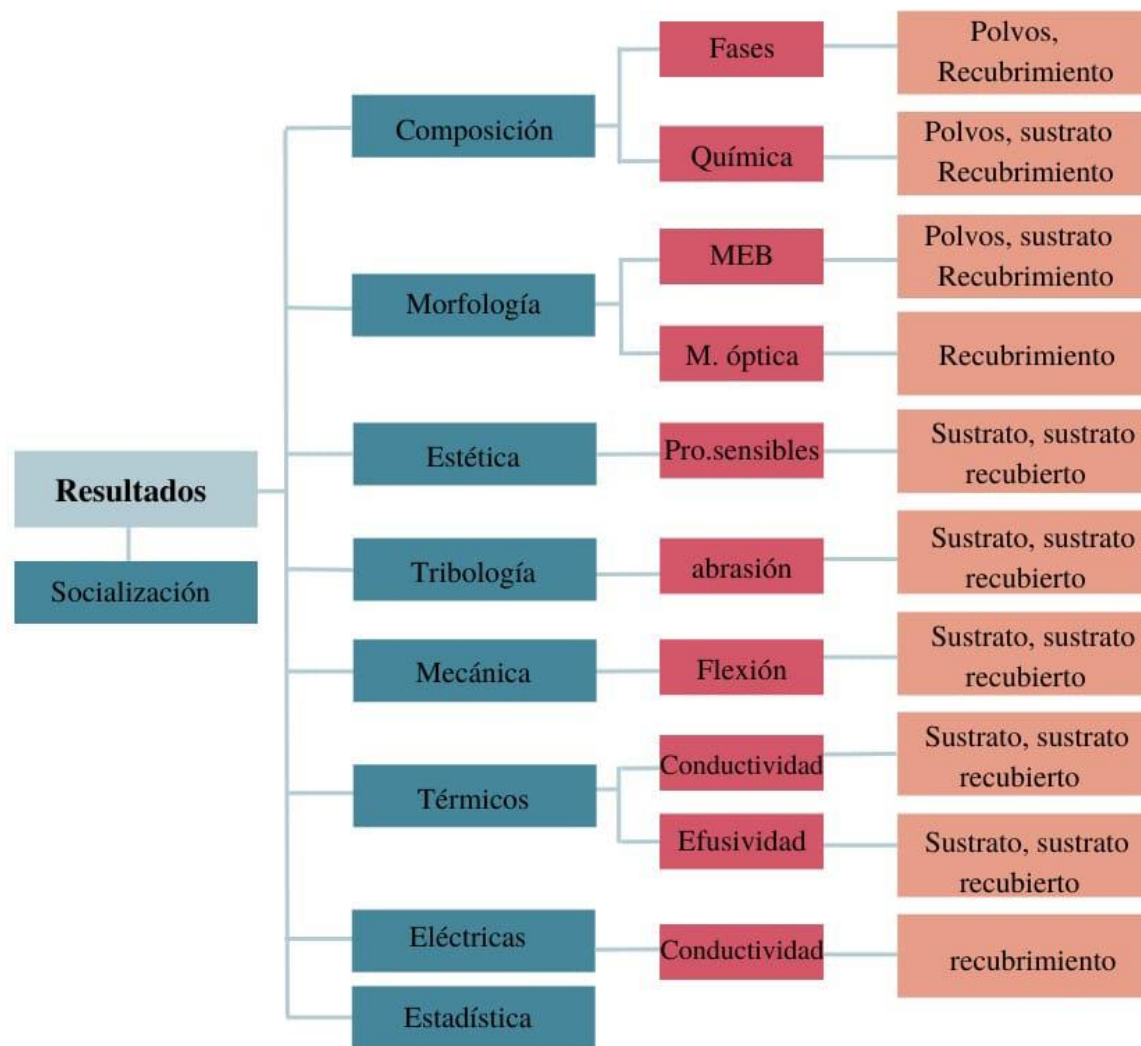 Fases
Polvos,
Recubrimiento
Composición
Química
Polvos, sustrato
Recubrimiento
MEB
Polvos, sustrato
Recubrimiento
Morfología
M. óptica
Recubrimiento
Estética
Pro.sensibles
Sustrato, sustrato
recubierto
Resultados
Socialización
Tribología
abrasión
Sustrato, sustrato
recubierto
Mecánica
Flexión
Sustrato, sustrato
recubierto
Térmicos
Conductividad
Sustrato, sustrato
recubierto
Efusividad
Sustrato, sustrato
recubierto
Eléctricas
Conductividad
recubrimiento
Estadística